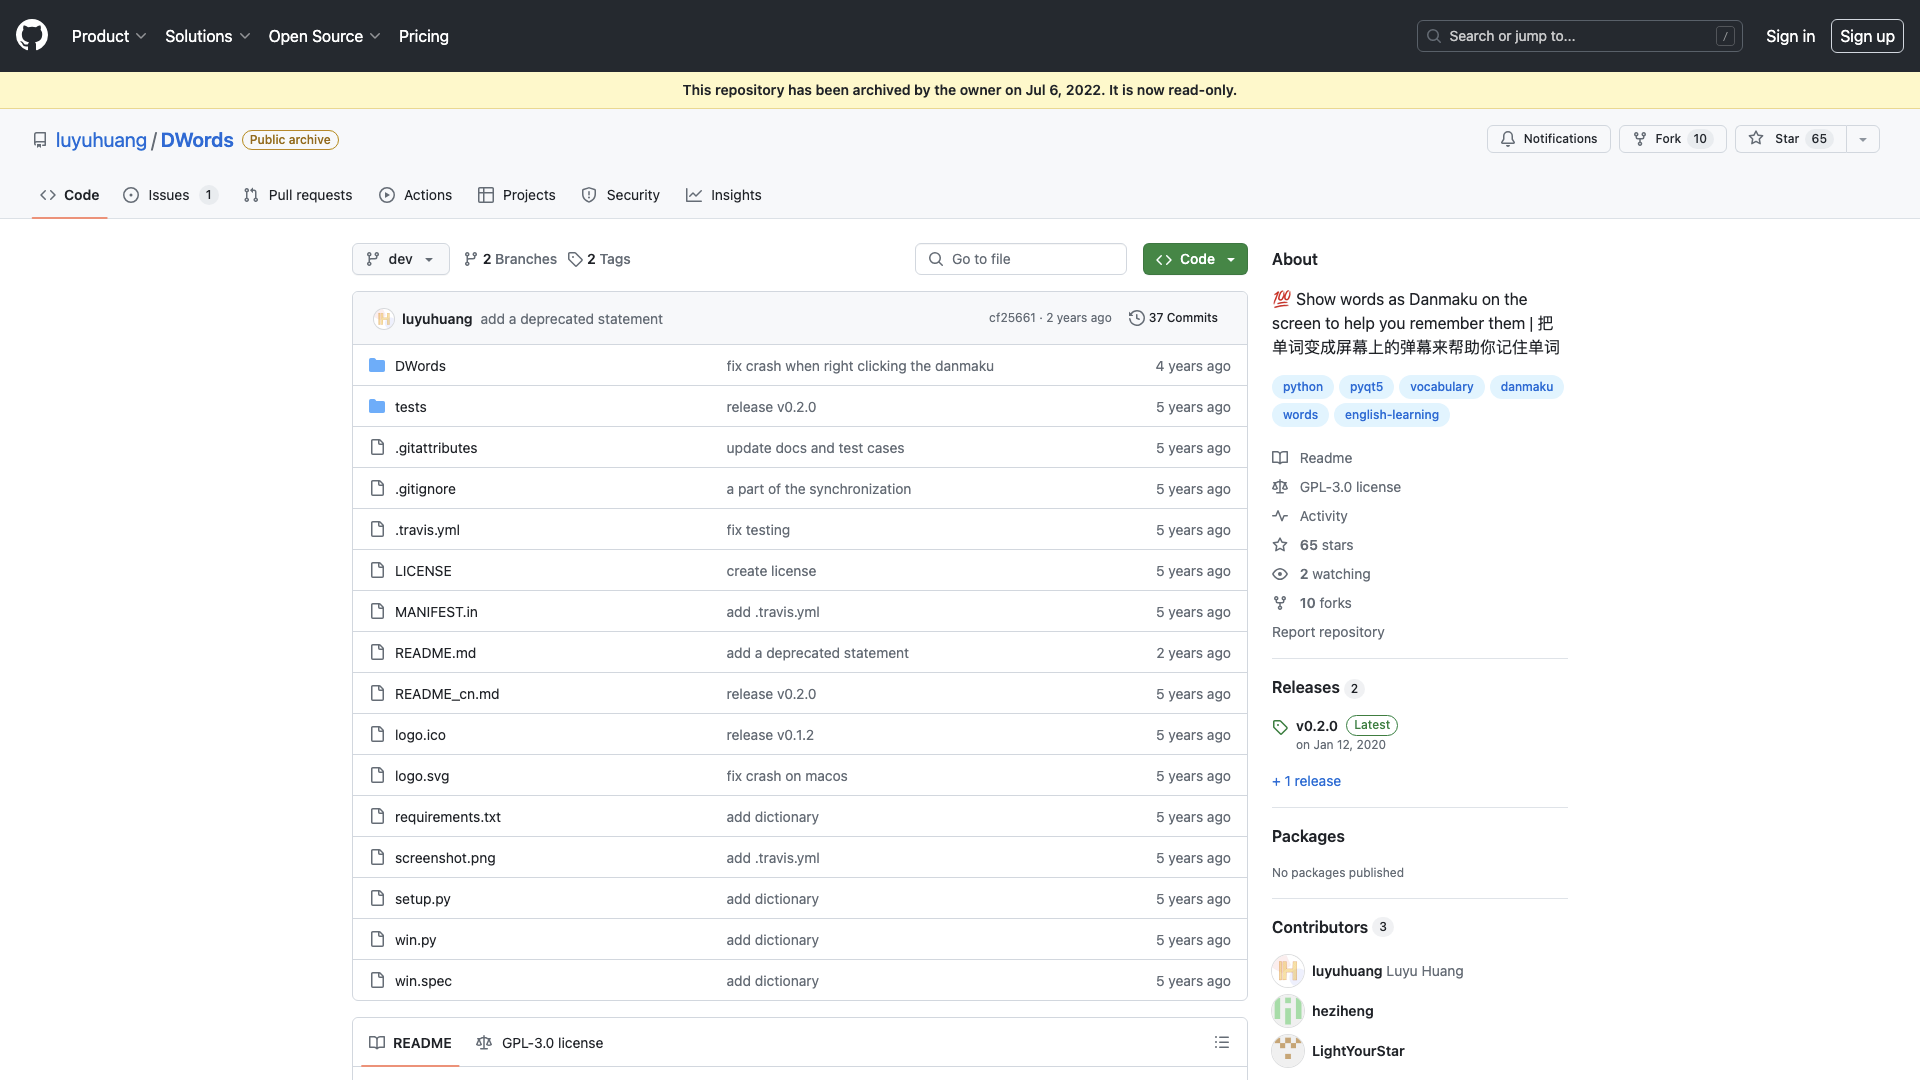 Product Solutions Open Source Pricing Search or jump to... / Sign in Sign up
This repository has been archived by the owner on Jul 6, 2022. It is now read-only.
luyuhuang / DWords Public archive Notifications Fork 10 Star 65
Code Issues 1 Pull requests Actions Projects Security Insights
dev 2 Branches 2 Tags Go to file Code
luyuhuang add a deprecated statement cf25661 · 2 years ago 37 Commits
DWords fix crash when right clicking the danmaku 4 years ago
tests release v0.2.0 5 years ago
.gitattributes update docs and test cases 5 years ago
.gitignore a part of the synchronization 5 years ago
.travis.yml fix testing 5 years ago
LICENSE create license 5 years ago
MANIFEST.in add .travis.yml 5 years ago
README.md add a deprecated statement 2 years ago
README_cn.md release v0.2.0 5 years ago
logo.ico release v0.1.2 5 years ago
logo.svg fix crash on macos 5 years ago
requirements.txt add dictionary 5 years ago
screenshot.png add .travis.yml 5 years ago
setup.py add dictionary 5 years ago
win.py add dictionary 5 years ago
win.spec add dictionary 5 years ago
README GPL-3.0 license
About
💯 Show words as Danmaku on the
screen to help you remember them | 把
单词变成屏幕上的弹幕来帮助你记住单词
python pyqt5 vocabulary danmaku
words english-learning
Readme
GPL-3.0 license
Activity
65 stars
2 watching
10 forks
Report repository
Releases 2
v0.2.0 Latest
on Jan 12, 2020
+ 1 release
Packages
No packages published
Contributors 3
luyuhuang Luyu Huang
heziheng
LightYourStar